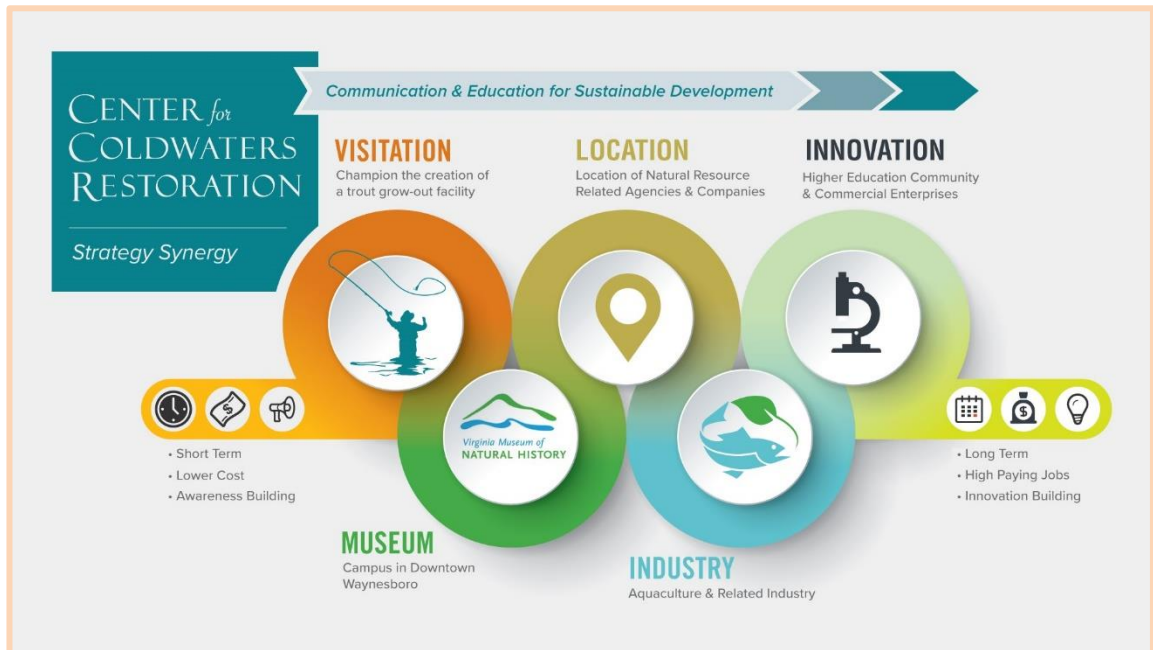 CENTER for
COLDWATERS
RESTORATION
Strategy Synergy
Communication & Education for Sustainable Development
VISITATION
Champion the creation of
a trout grow-out facility
LOCATION
Location of Natural Resource
Related Agencies & Companies
INNOVATION
Higher Education Community
& Commercial Enterprises
$
• Short Term
• Lower Cost
• Awareness Building
Virginia Museum of
NATURAL HISTORY
$
• Long Term
• High Paying Jobs
• Innovation Building
MUSEUM
Campus in Downtown
Waynesboro
INDUSTRY
Aquaculture & Related Industry